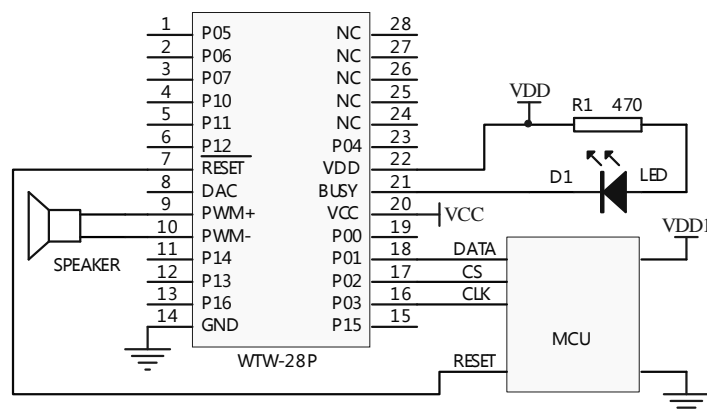 1 P05 NC 28
2 P06 NC 27
3 P07 NC 26
4 P10 NC 25
5 P11 NC 24
6 P12 P04 23
7 RESET VDD 22
8 DAC BUSY 21
9 PWM+ VCC 20
10 PWM- P00 19
11 P14 P01 18
12 P13 P02 17
13 P16 P03 16
14 GND P15 15
WTW-28P
SPEAKER
VDD
R1 470
D1 LED
VCC
VDD1
DATA
CS
CLK
RESET
MCU